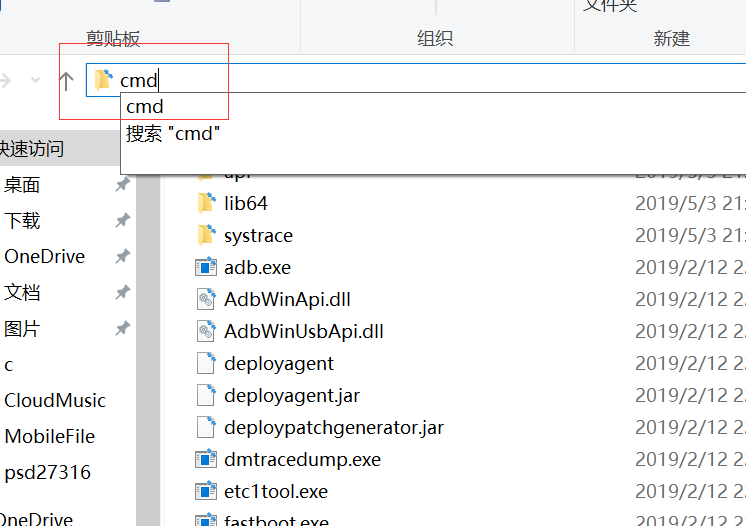 文件夹
剪贴板
组织
新建
cmd
cmd
搜索 "cmd"
快速访问
桌面
下载
OneDrive
文档
图片
c
CloudMusic
MobileFile
psd27316
OneDrive
api
lib64 2019/5/3 21:
systrace 2019/5/3 21:
adb.exe 2019/2/12 2
AdbWinApi.dll 2019/2/12 2
AdbWinUsbApi.dll 2019/2/12 2
deployagent 2019/2/12 2
deployagent.jar 2019/2/12 2
deploypatchgenerator.jar 2019/2/12 2
dmtracedump.exe 2019/2/12 2
etc1tool.exe 2019/2/12 2
fastboot.exe 2019/2/12 2